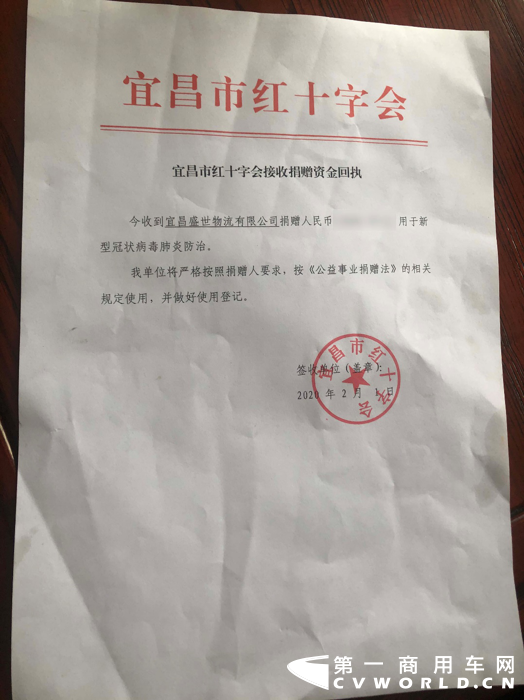 宜昌市红十字会
宜昌市红十字会接收捐赠资金回执
今收到宜昌盛世物流有限公司捐赠人民币 用于新
型冠状病毒肺炎防治。
我单位将严格按照捐赠人要求，按《公益事业捐赠法》的相关
规定使用，并做好使用登记。
签收单位（盖章）：
2020 年 2 月 1 日
宜昌市红十字会
第一商用车网
CVWORLD.CN